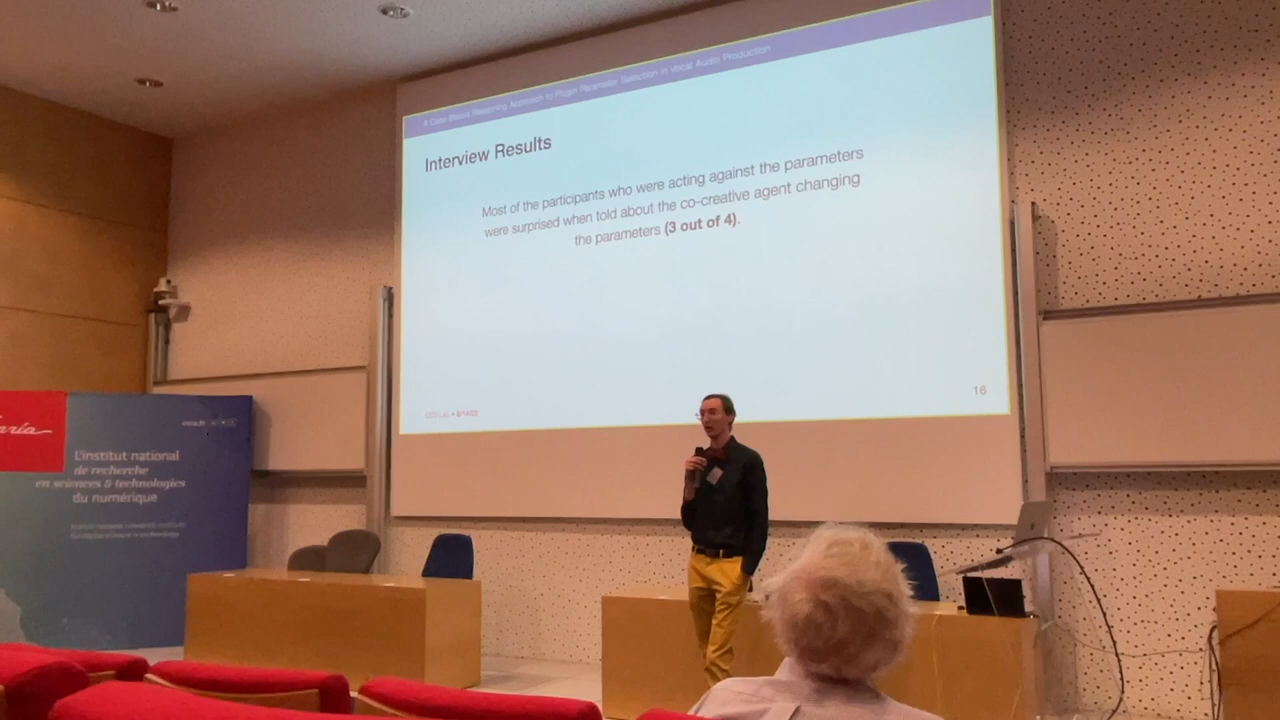 A Case-Based Reasoning Approach to Plugin Parameter Selection in Vocal Audio Production
Interview Results
Most of the participants who were acting against the parameters
were surprised when told about the co-creative agent changing
the parameters (3 out of 4).
16
L'institut national
de recherche
en sciences & technologies
du numérique